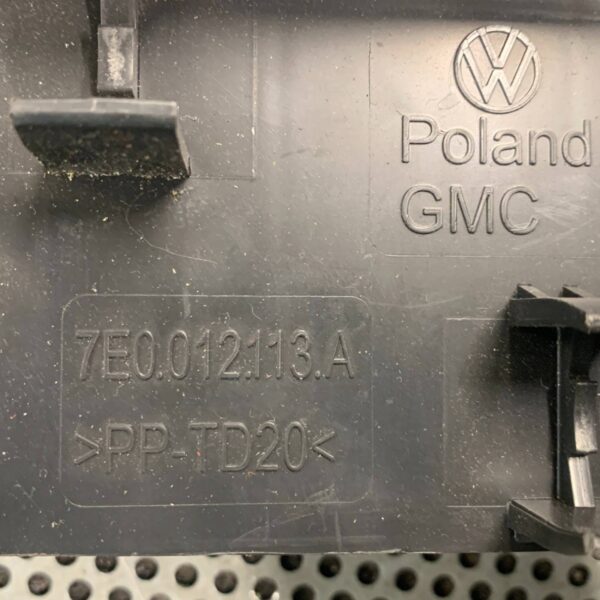 Poland
GMC
7E0.012.113.A
>PP-TD20<